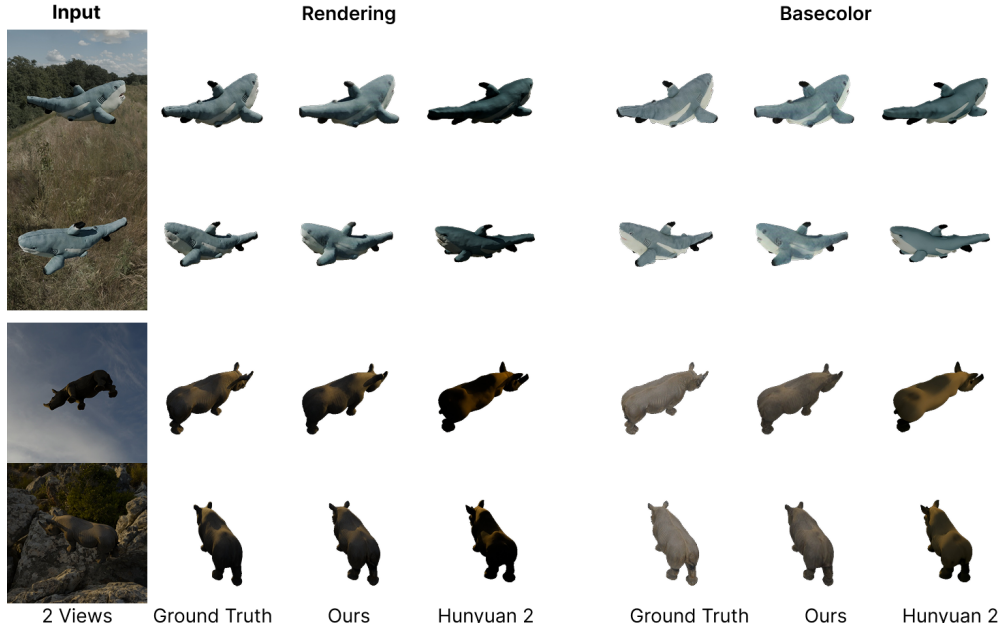 Input Rendering Basecolor
2 Views Ground Truth Ours Hunyuan 2 Ground Truth Ours Hunyuan 2